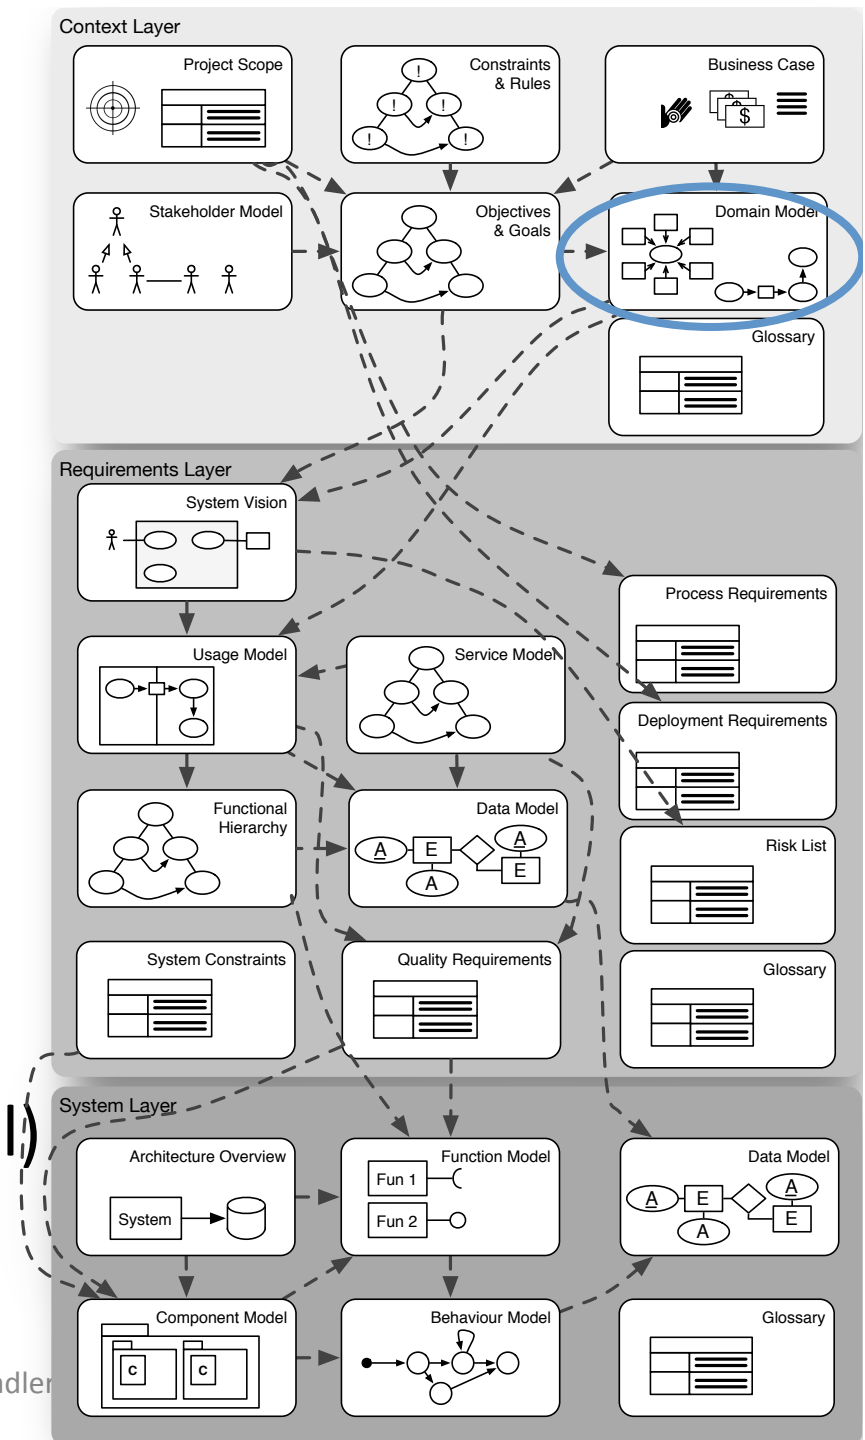 Context Layer
Project Scope
Constraints
& Rules
!
!
!
!
!
Business Case
$
Stakeholder Model
Objectives
& Goals
Domain Model
Glossary
Requirements Layer
System Vision
Process Requirements
Usage Model
Service Model
Deployment Requirements
Functional
Hierarchy
Data Model
A
E
A
A
E
Risk List
System Constraints
Quality Requirements
Glossary
l)
System Layer
Architecture Overview
System
Function Model
Fun 1
Fun 2
Data Model
A
E
A
A
E
Component Model
C
C
Behaviour Model
Glossary
ndler